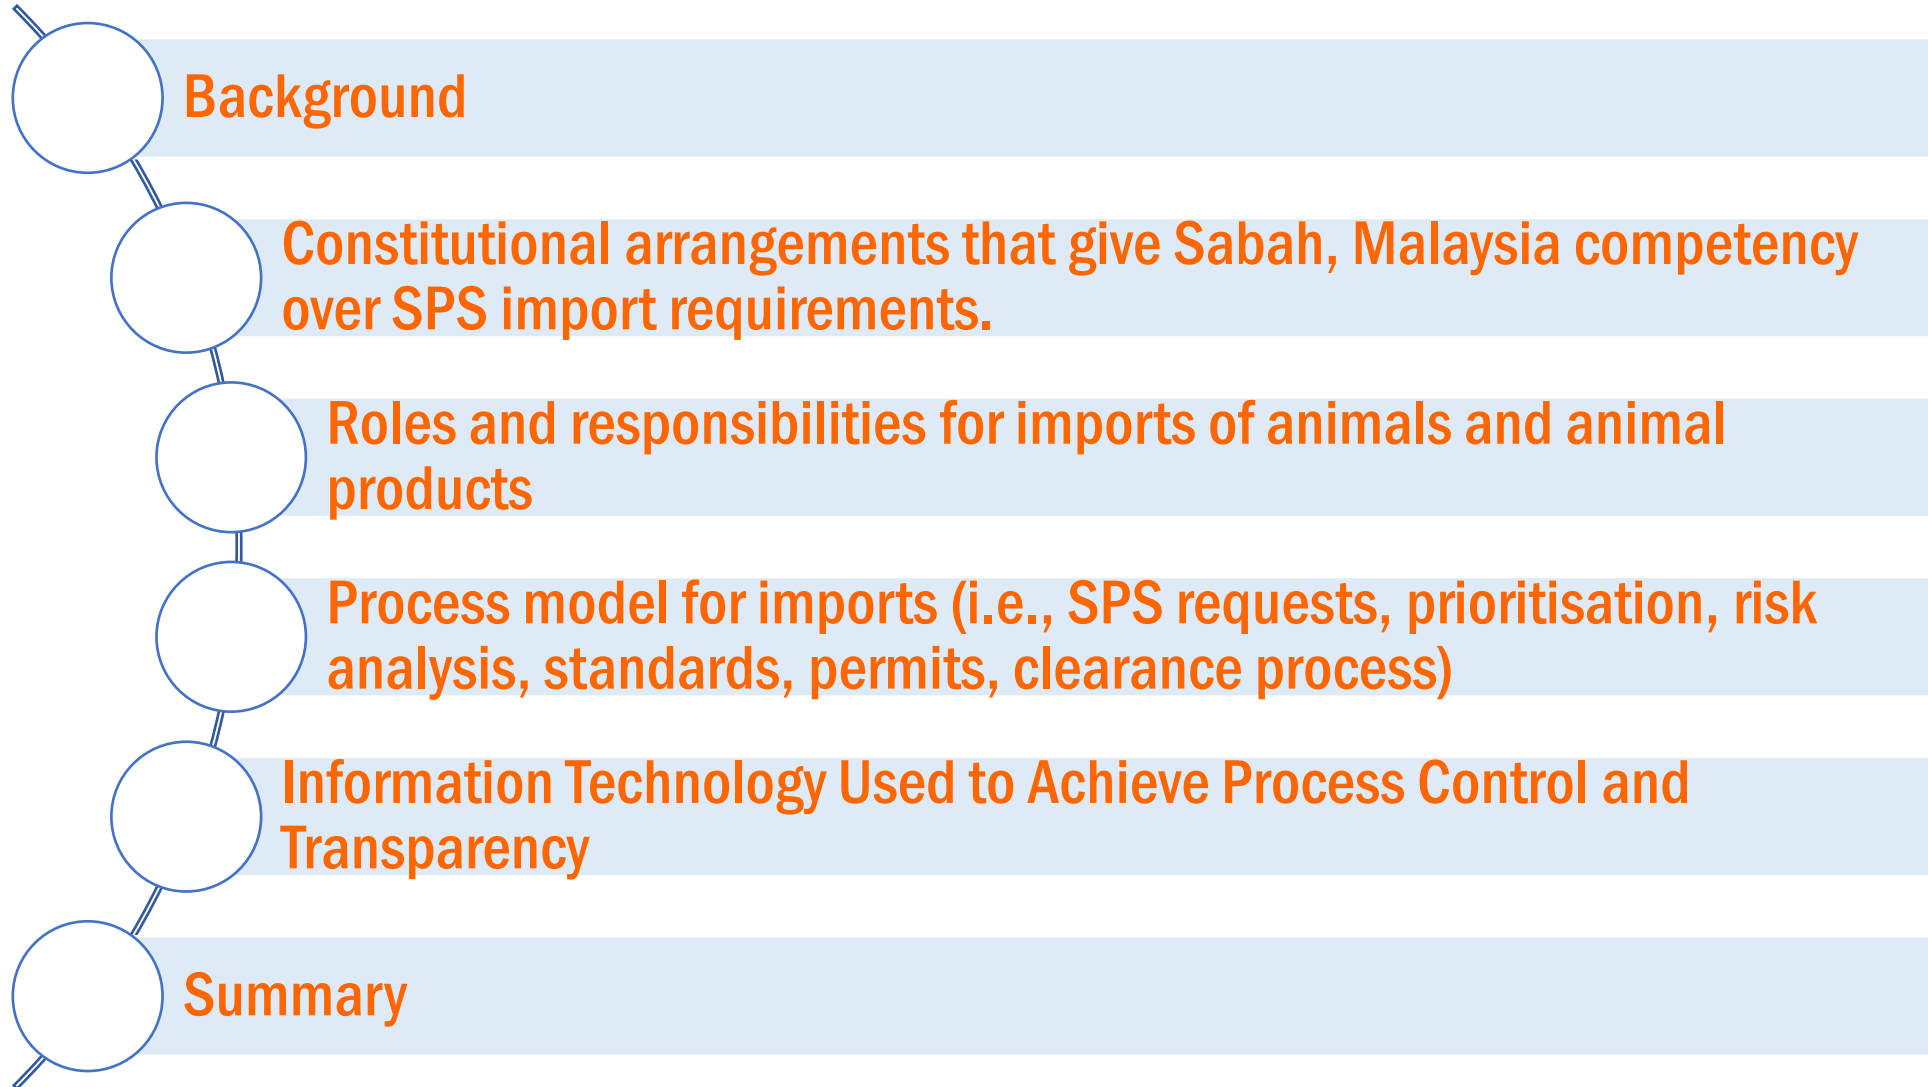 Background
Constitutional arrangements that give Sabah, Malaysia competency
over SPS import requirements.
Roles and responsibilities for imports of animals and animal
products
Process model for imports (i.e., SPS requests, prioritisation, risk
analysis, standards, permits, clearance process)
Information Technology Used to Achieve Process Control and
Transparency
Summary